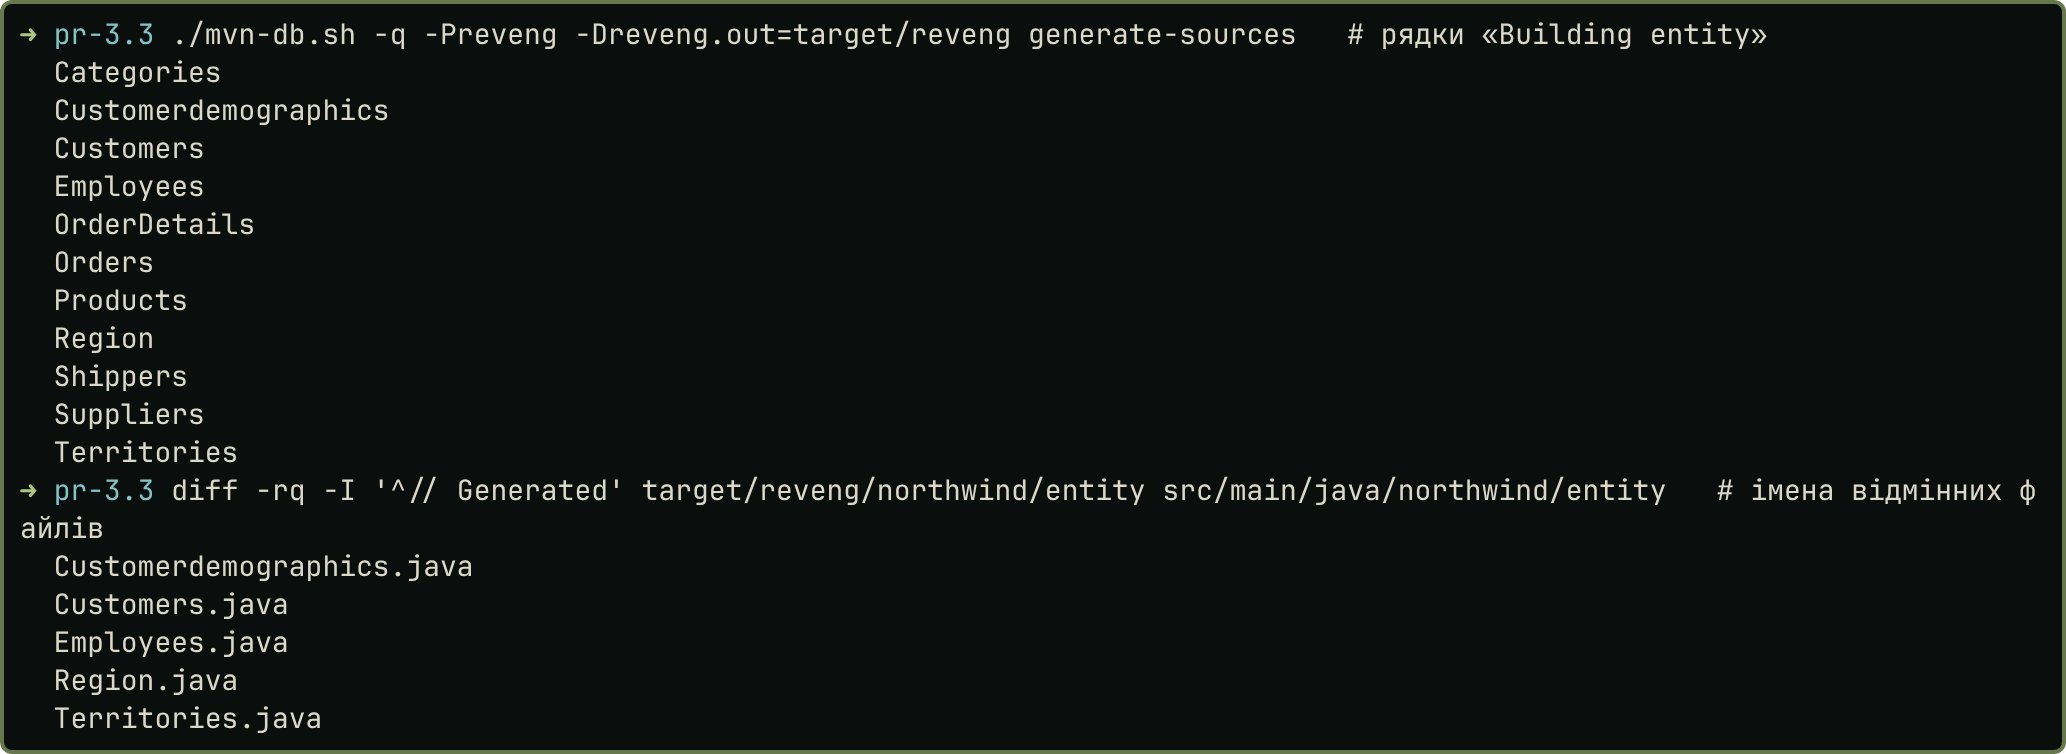 → pr-3.3 ./mvn-db.sh -q -Preveng -Dreveng.out=target/reveng generate-sources   # рядки «Building entity»
Categories
Customerdemographics
Customers
Employees
OrderDetails
Orders
Products
Region
Shippers
Suppliers
Territories
→ pr-3.3 diff -rq -I '^// Generated' target/reveng/northwind/entity src/main/java/northwind/entity   # імена відмінних ф
айлів
Customerdemographics.java
Customers.java
Employees.java
Region.java
Territories.java